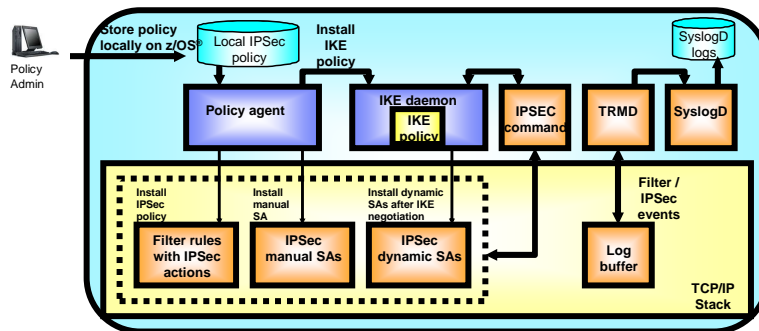 Store policy
locally on z/OS®
Policy
Admin
Local IPSec
policy
Install
IKE
policy
SyslogD
logs
Policy agent
IKE daemon
IKE
policy
IPSEC
command
TRMD
SyslogD
Install
IPSec
policy
Install
manual
SA
Install dynamic
SAs after IKE
negotiation
Filter /
IPSec
events
Filter rules
with IPSec
actions
IPSec
manual SAs
IPSec
dynamic SAs
Log
buffer
TCP/IP
Stack